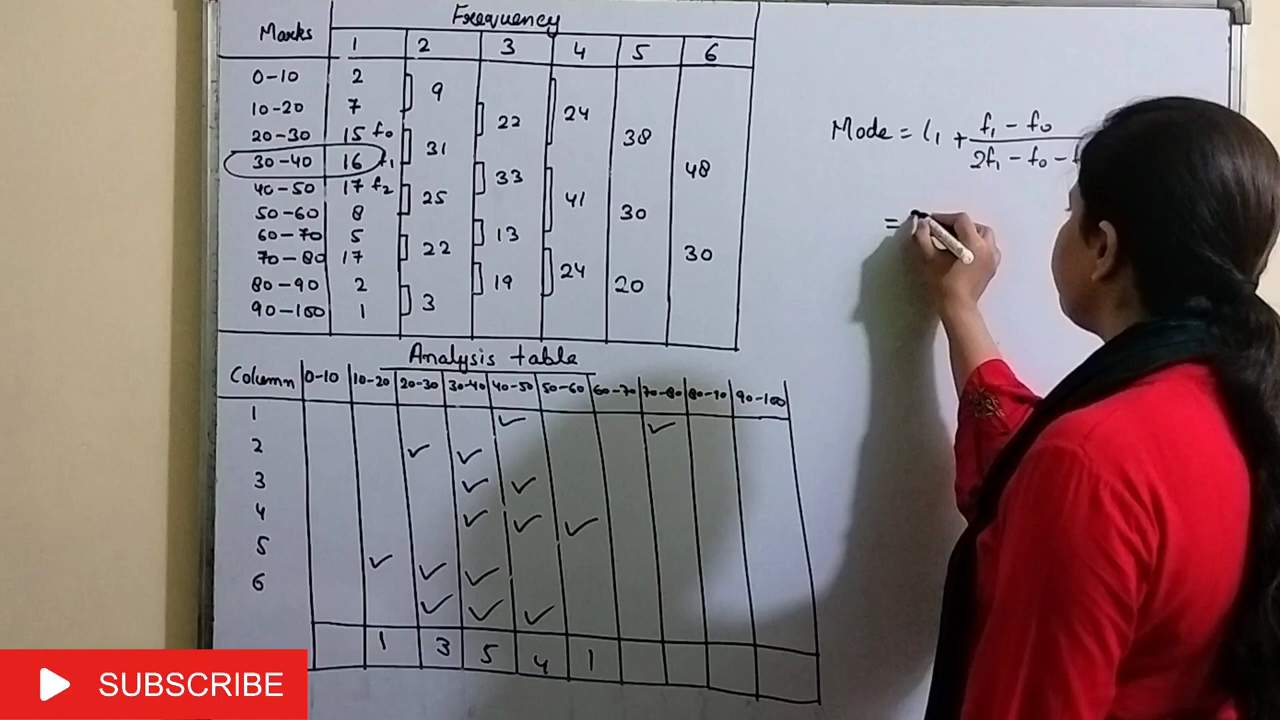 Frequency
Marks 1 2 3 4 5 6
0-10 2
9
10-20 7 24
22
20-30 15 f0 38
31
30-40 16 f1 48
33
40-50 17 f2
25 41
50-60 8 30
60-70 5 13
22
70-80 17 30
24
80-90 2 19 20
3
90-100 1
Mode = l1 + f1 - f0
2f1 - f0 -
=
Analysis table
Column 0-10 10-20 20-30 30-40 40-50 50-60 60-70 70-80 80-90 90-100
1 ✓ ✓
2 ✓ ✓
3 ✓ ✓
4 ✓ ✓ ✓
5 ✓ ✓ ✓
6 ✓ ✓ ✓
1 3 5 4 1
SUBSCRIBE